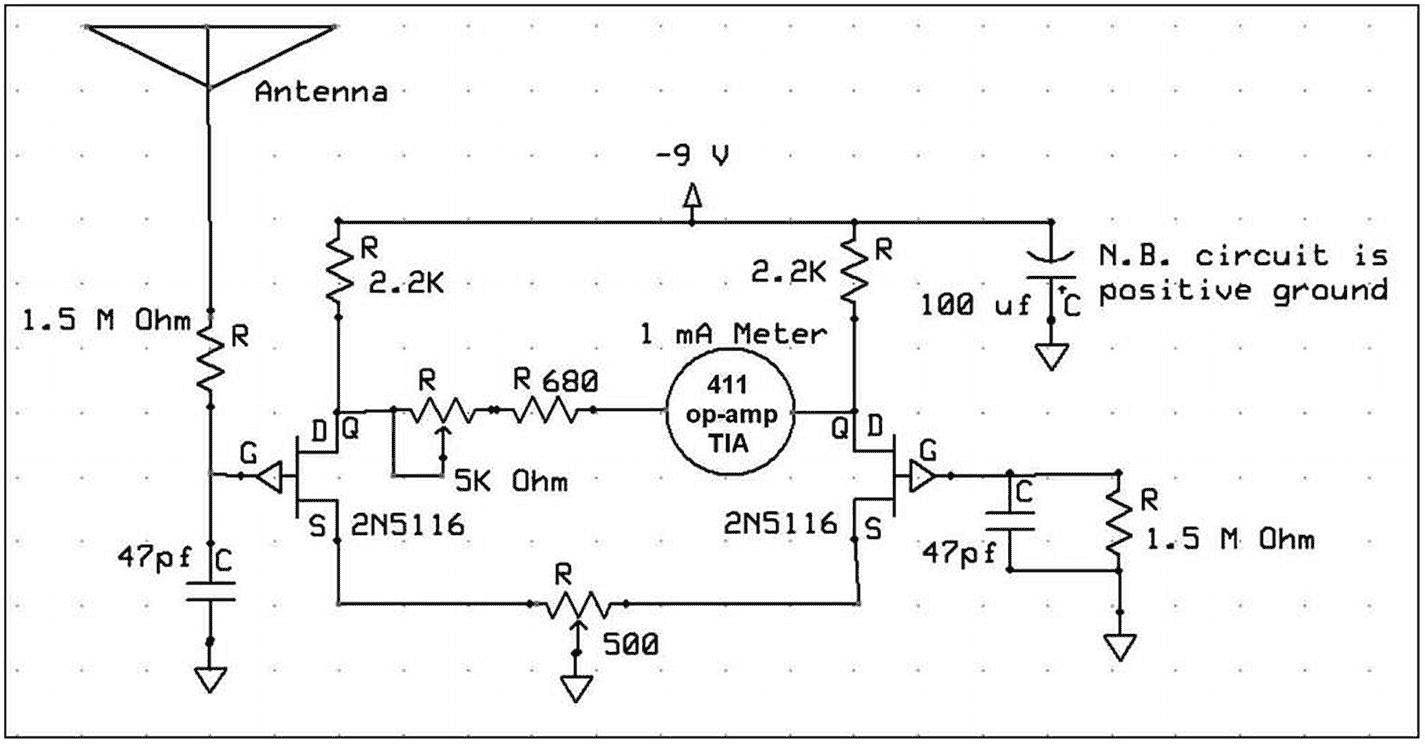 Antenna
-9 V
R
2.2K
R
2.2K
N.B. circuit is
positive ground
100 uf
+
C
1.5 M Ohm
R
1 mA Meter
R
R 680
411
op-amp
TIA
D
Q
Q
D
G
G
5K Ohm
S
2N5116
2N5116
S
C
47pf
R
1.5 M Ohm
47pf
C
R
500